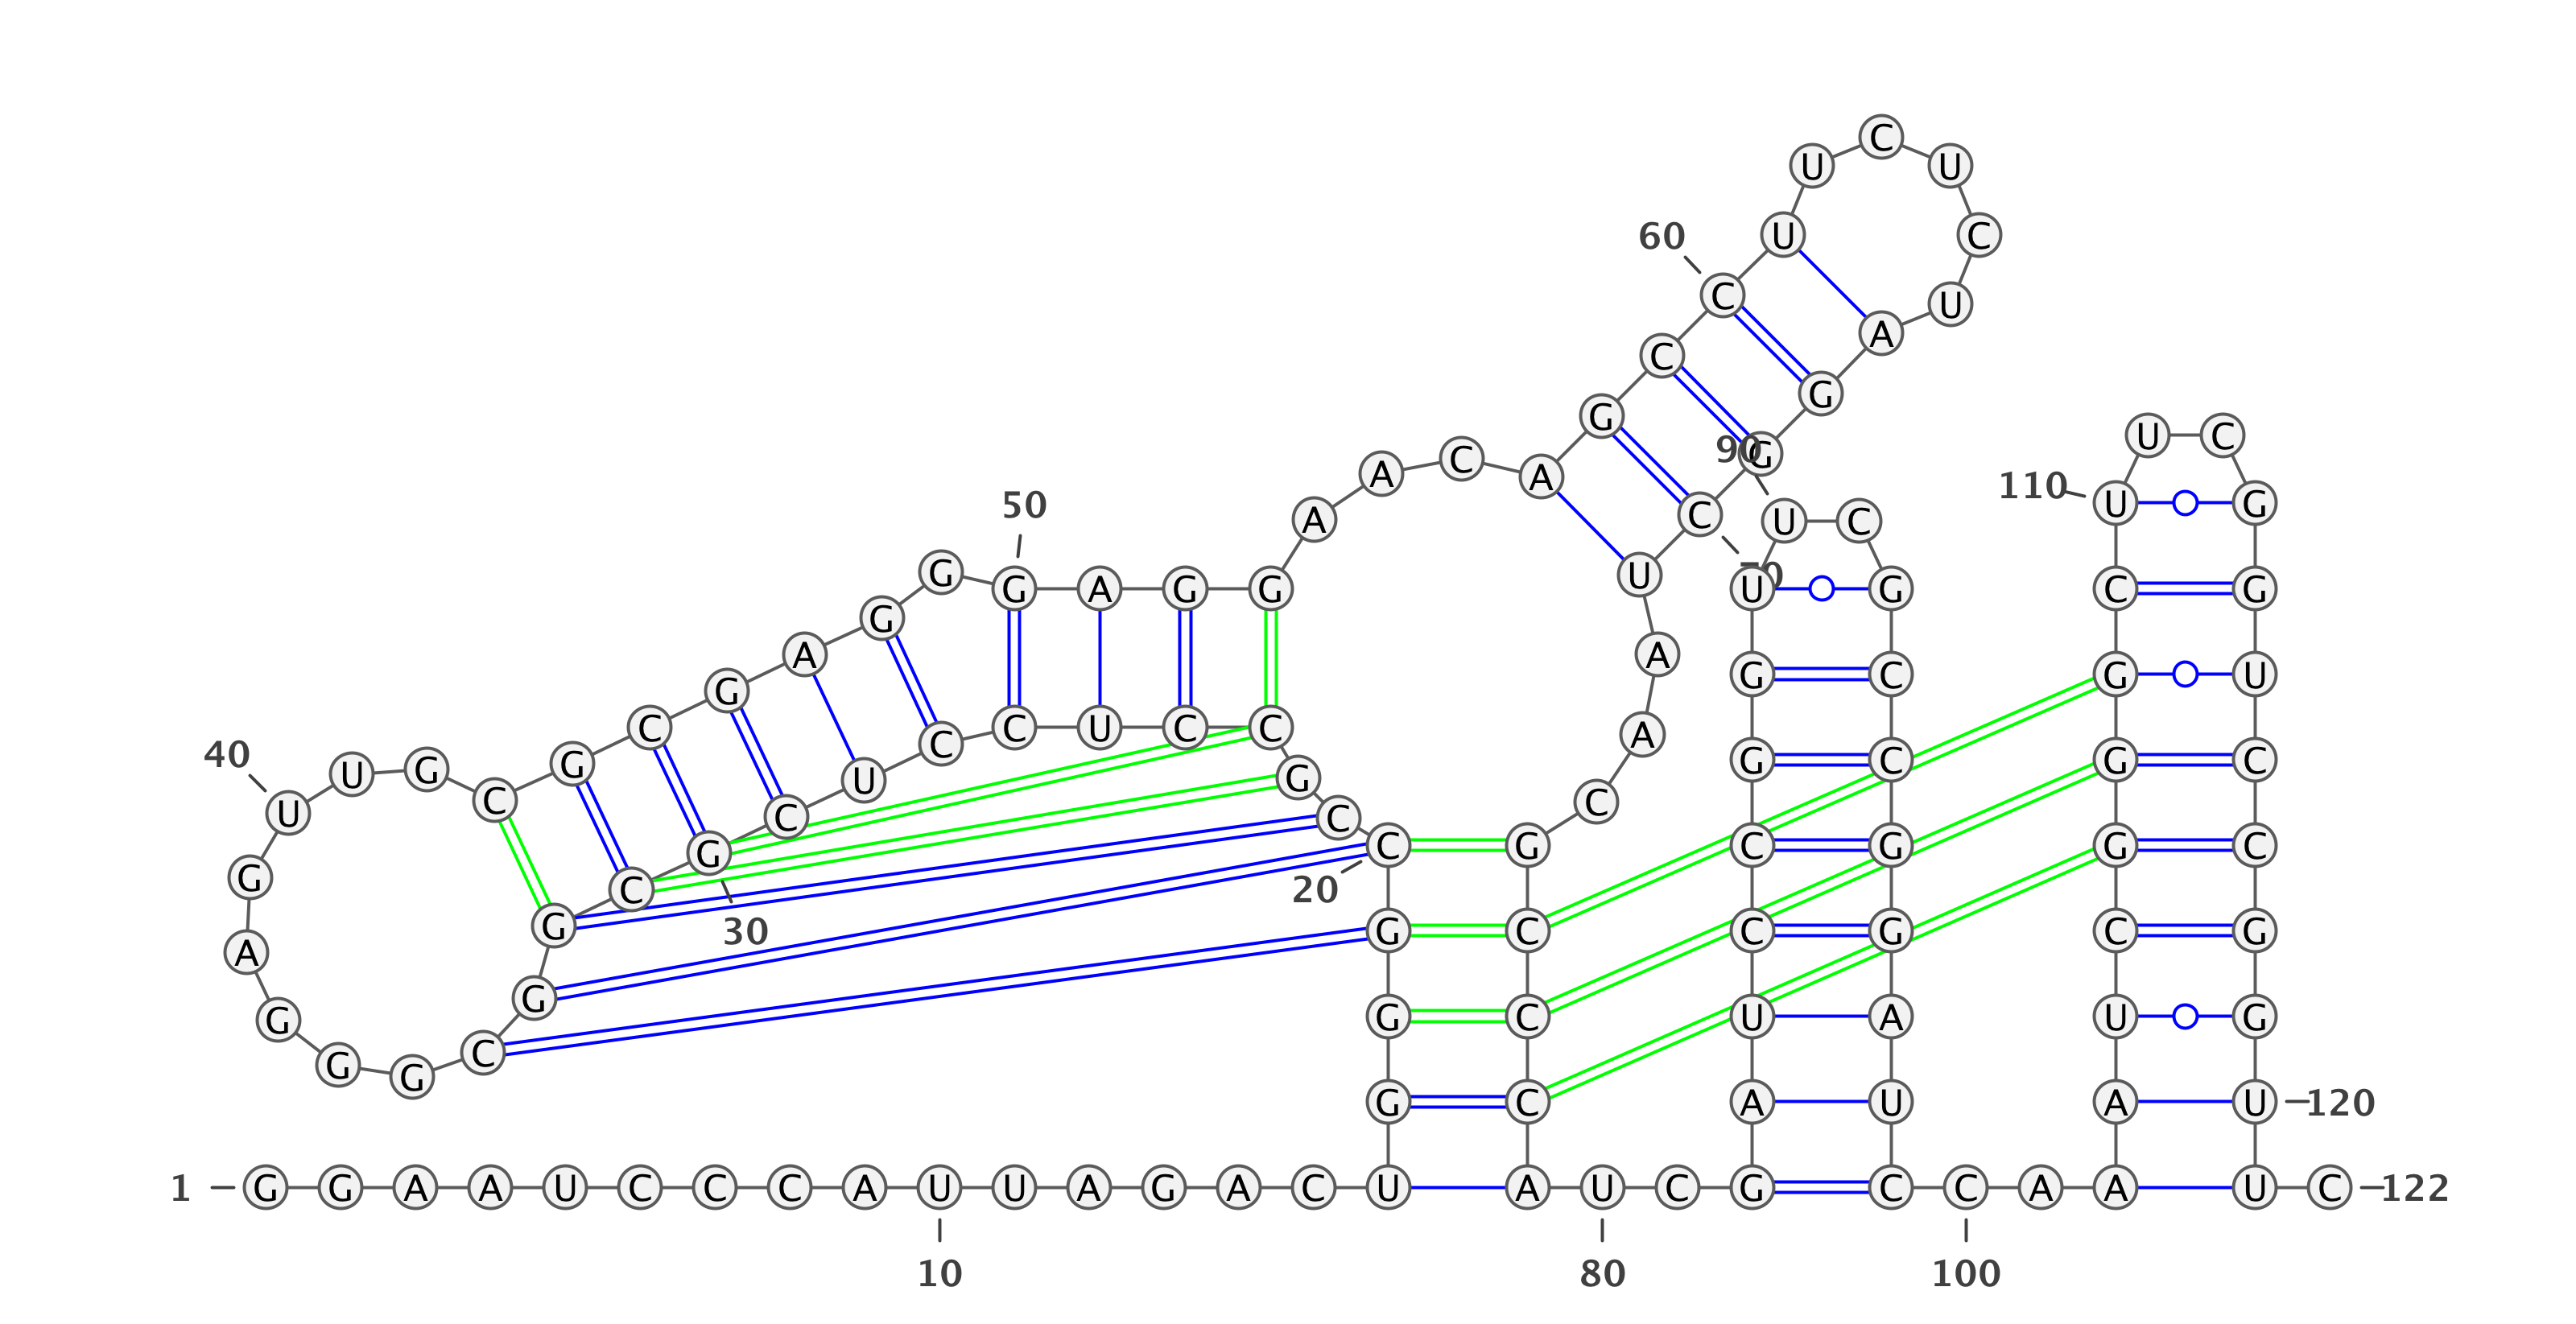 C
U U
60 U C
C U
A
C
G
G
U C
90 G
A C A
110
50 U G
A C U C
G U 70
G A G G U G C G
G
A A
G C G U
G
C C U C C A
C
40 G U G U G G C G C
C C U C C
C G C G G C
G
G C 20
G 30 G C C G C G
A
G
G G C U A U G
C
G G
G C A U A U 120
1 G G A A U C C C A U U A G A C U A U C G C C A A U C 122
10 80 100